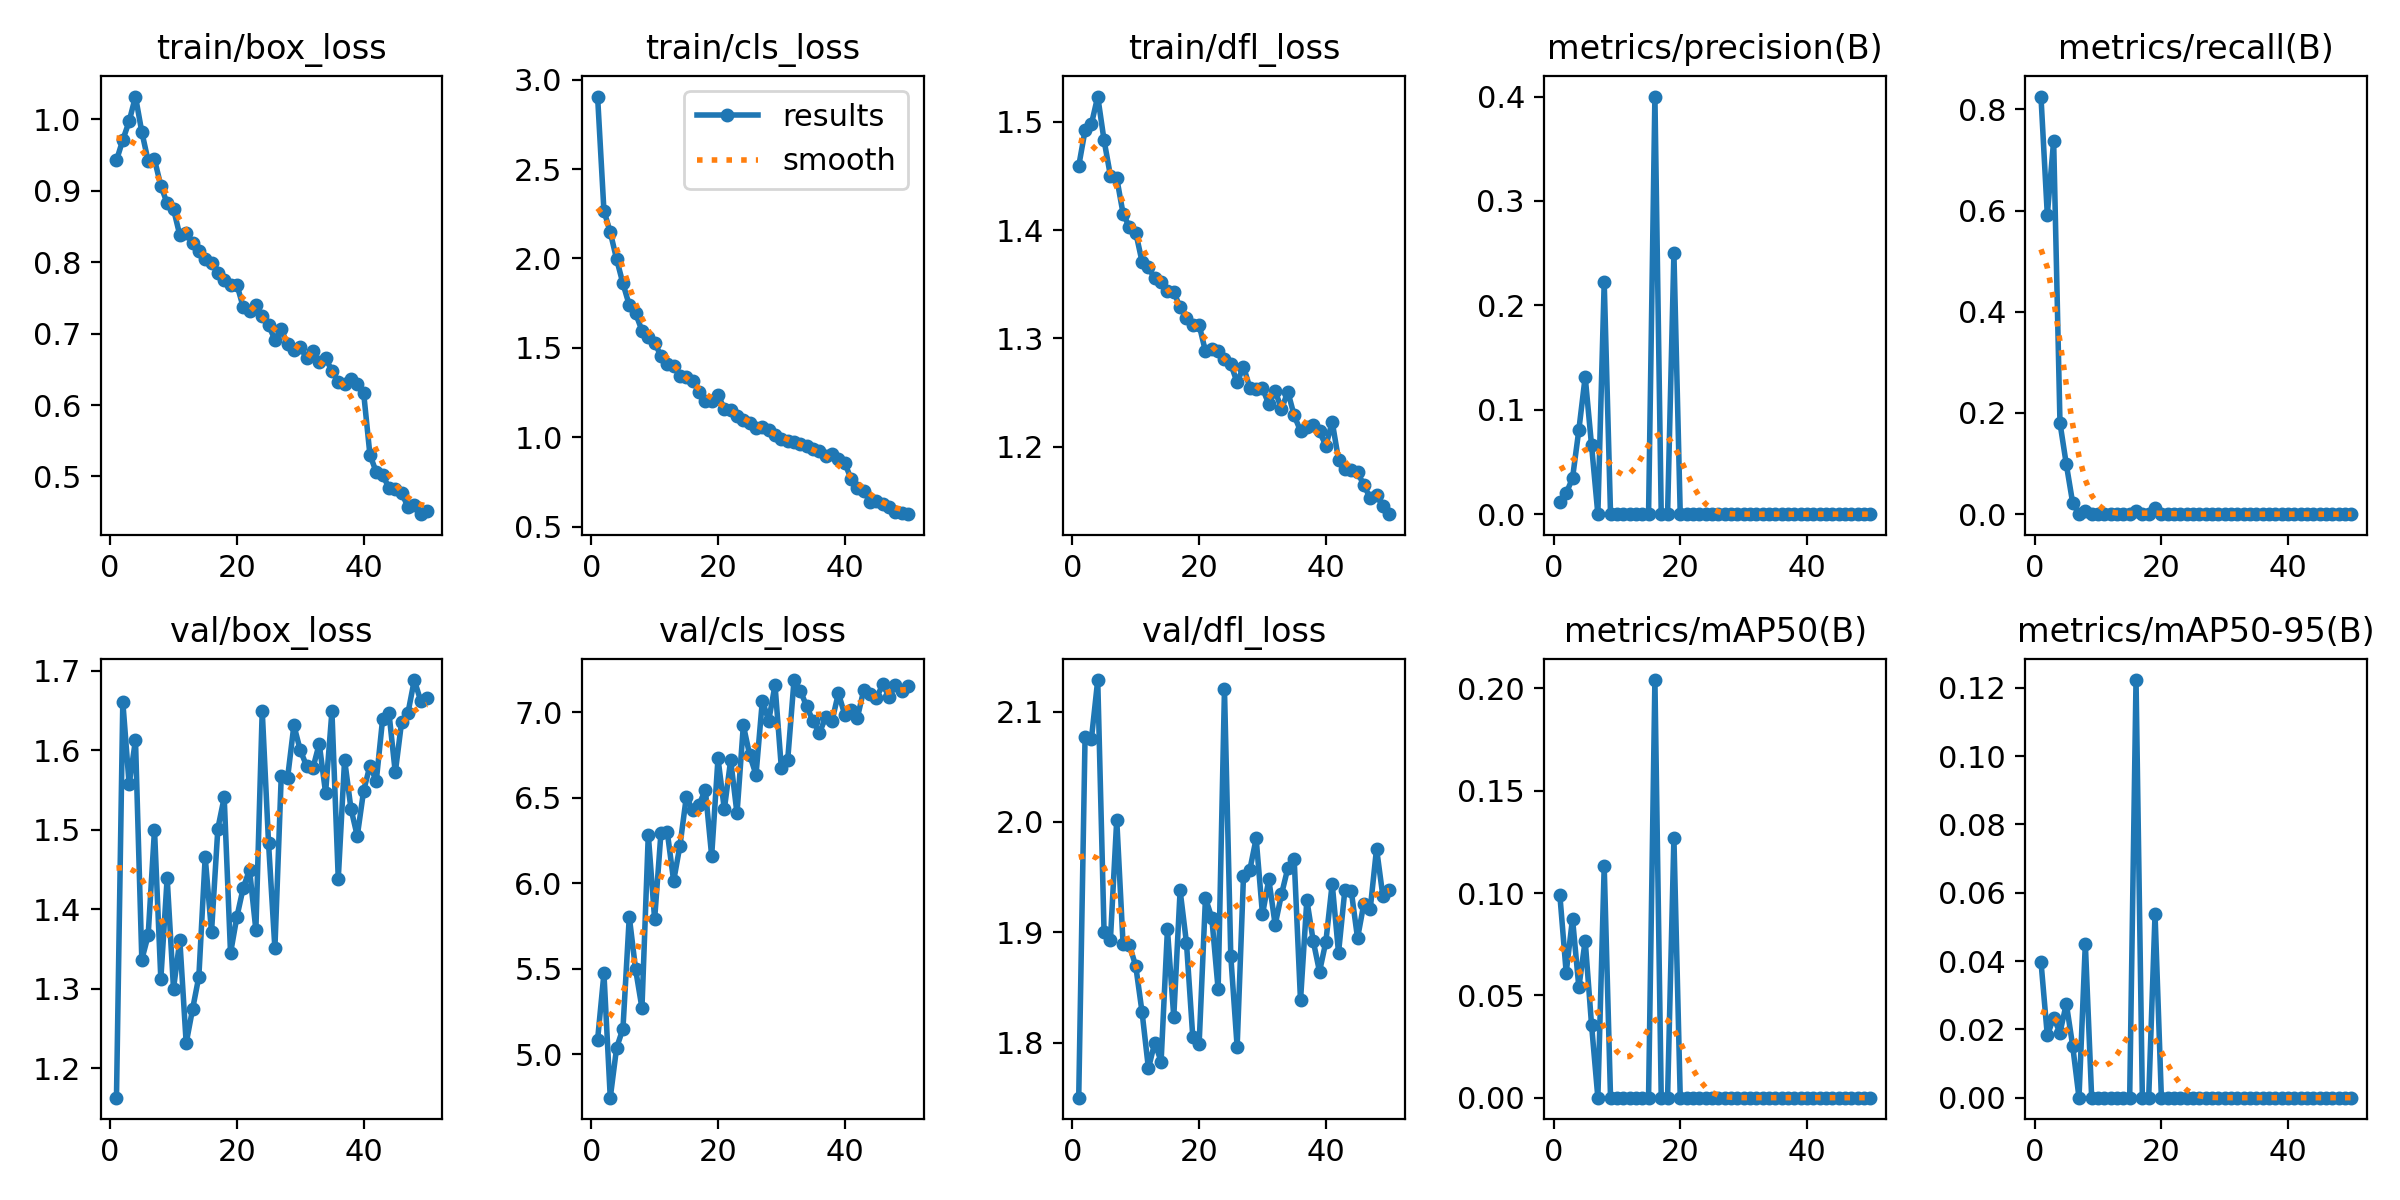 train/box_loss
1.0
0.9
0.8
0.7
0.6
0.5
0 20 40
train/cls_loss
results
smooth
3.0
2.5
2.0
1.5
1.0
0.5
0 20 40
train/dfl_loss
1.5
1.4
1.3
1.2
0 20 40
metrics/precision(B)
0.4
0.3
0.2
0.1
0.0
0 20 40
metrics/recall(B)
0.8
0.6
0.4
0.2
0.0
0 20 40
val/box_loss
1.7
1.6
1.5
1.4
1.3
1.2
0 20 40
val/cls_loss
7.0
6.5
6.0
5.5
5.0
0 20 40
val/dfl_loss
2.1
2.0
1.9
1.8
0 20 40
metrics/mAP50(B)
0.20
0.15
0.10
0.05
0.00
0 20 40
metrics/mAP50-95(B)
0.12
0.10
0.08
0.06
0.04
0.02
0.00
0 20 40